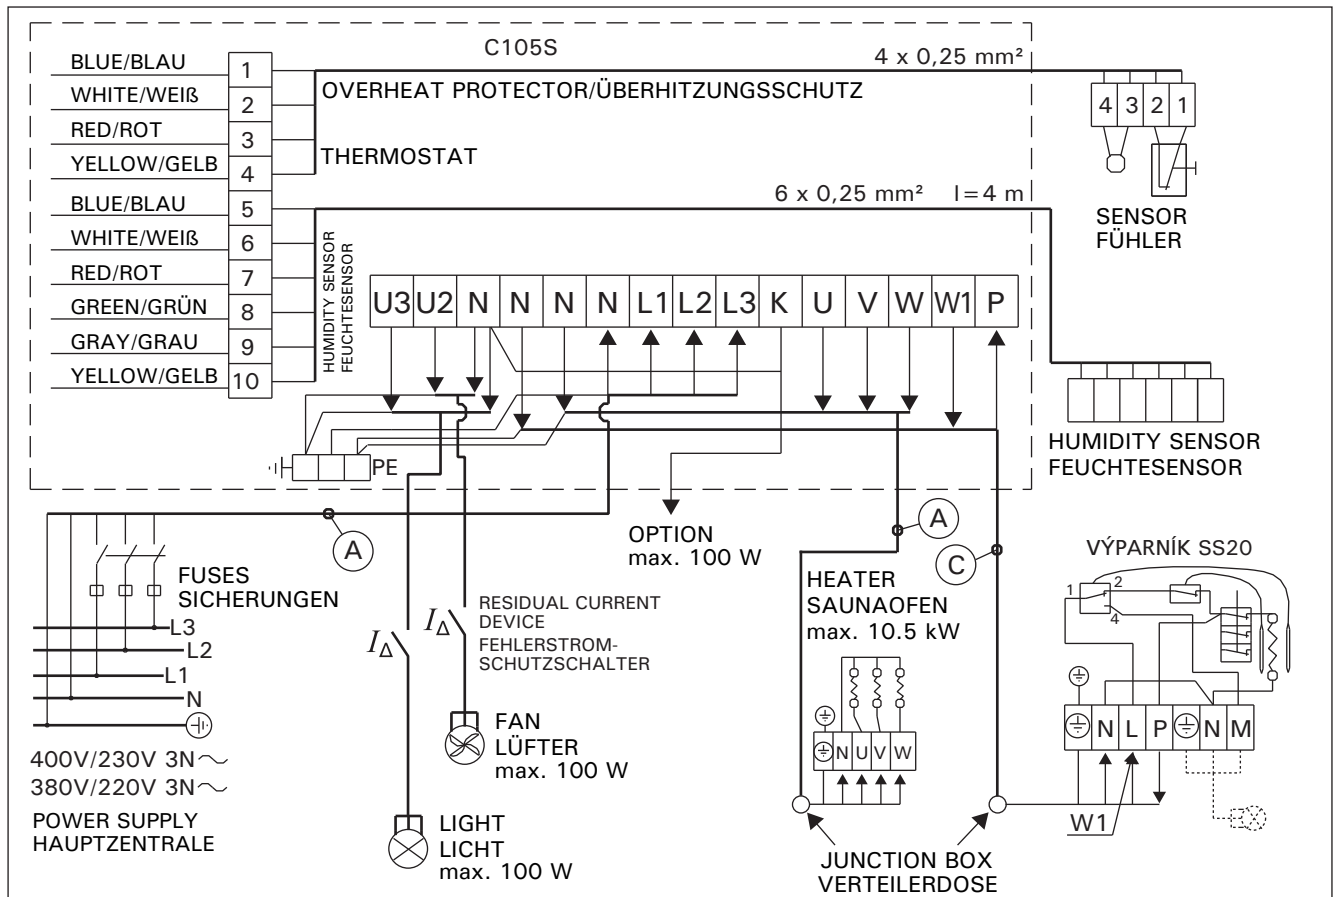 C105S
4 x 0,25 mm²
BLUE/BLAU 1
WHITE/WEIß 2
RED/ROT 3
YELLOW/GELB 4
BLUE/BLAU 5
WHITE/WEIß 6
RED/ROT 7
GREEN/GRÜN 8
GRAY/GRAU 9
YELLOW/GELB 10
OVERHEAT PROTECTOR/ÜBERHITZUNGSSCHUTZ
THERMOSTAT
4 3 2 1
SENSOR
FÜHLER
6 x 0,25 mm² l=4 m
HUMIDITY SENSOR
FEUCHTESENSOR
U3 U2 N N N N L1 L2 L3 K U V W W1 P
HUMIDITY SENSOR
FEUCHTESENSOR
PE
A
OPTION
max. 100 W
A
C
FUSES
SICHERUNGEN
L3
L2
L1
N
400V/230V 3N~
380V/220V 3N~
POWER SUPPLY
HAUPTZENTRALE
IΔ
IΔ
RESIDUAL CURRENT
DEVICE
FEHLERSTROM-
SCHUTZSCHALTER
FAN
LÜFTER
max. 100 W
LIGHT
LICHT
max. 100 W
HEATER
SAUNAOFEN
max. 10.5 kW
N U V W
VÝPARNÍK SS20
1 2
4
N L P N M
W1
JUNCTION BOX
VERTEILERDOSE